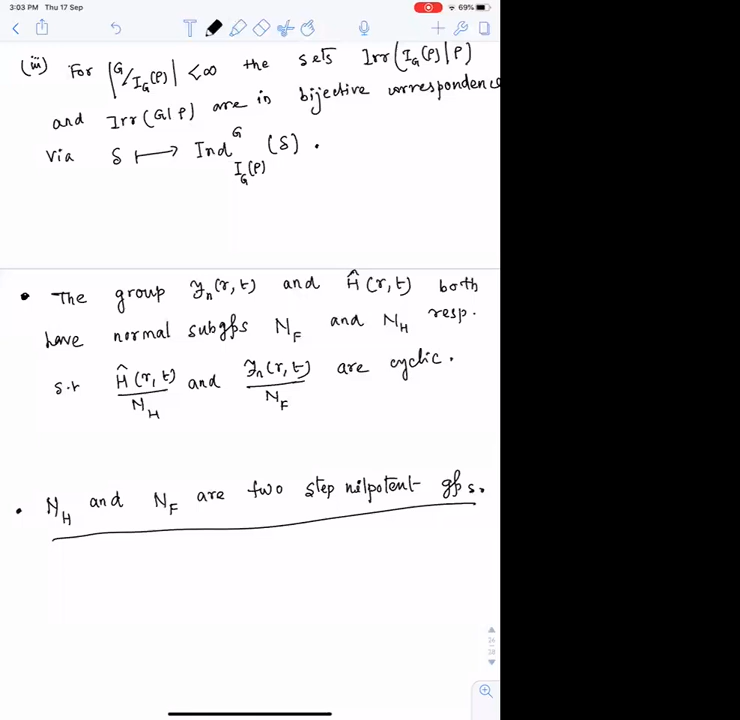 3:03 PM Thu 17 Sep 69%
(iii) For |G/I_G(ρ)| < ∞ the sets Irr(I_G(ρ)|ρ)
and Irr(G|ρ) are in bijective correspondence
via δ ⟼ Ind^G_{I_G(ρ)} (δ).
• The group ℱ_n(r,t) and Ĥ(r,t) both
have normal subgps N_F and N_H resp.
s.t Ĥ(r,t)/N_H and ℱ_n(r,t)/N_F are cyclic.
• N_H and N_F are two step nilpotent gps.